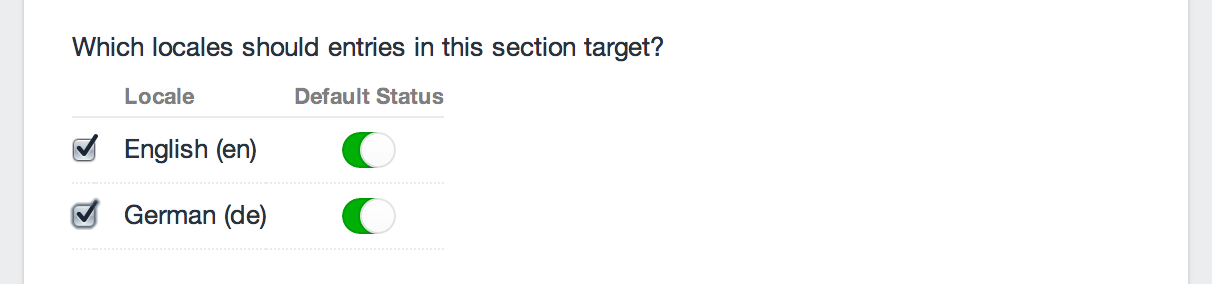 Which locales should entries in this section target?
Locale Default Status
English (en)
German (de)